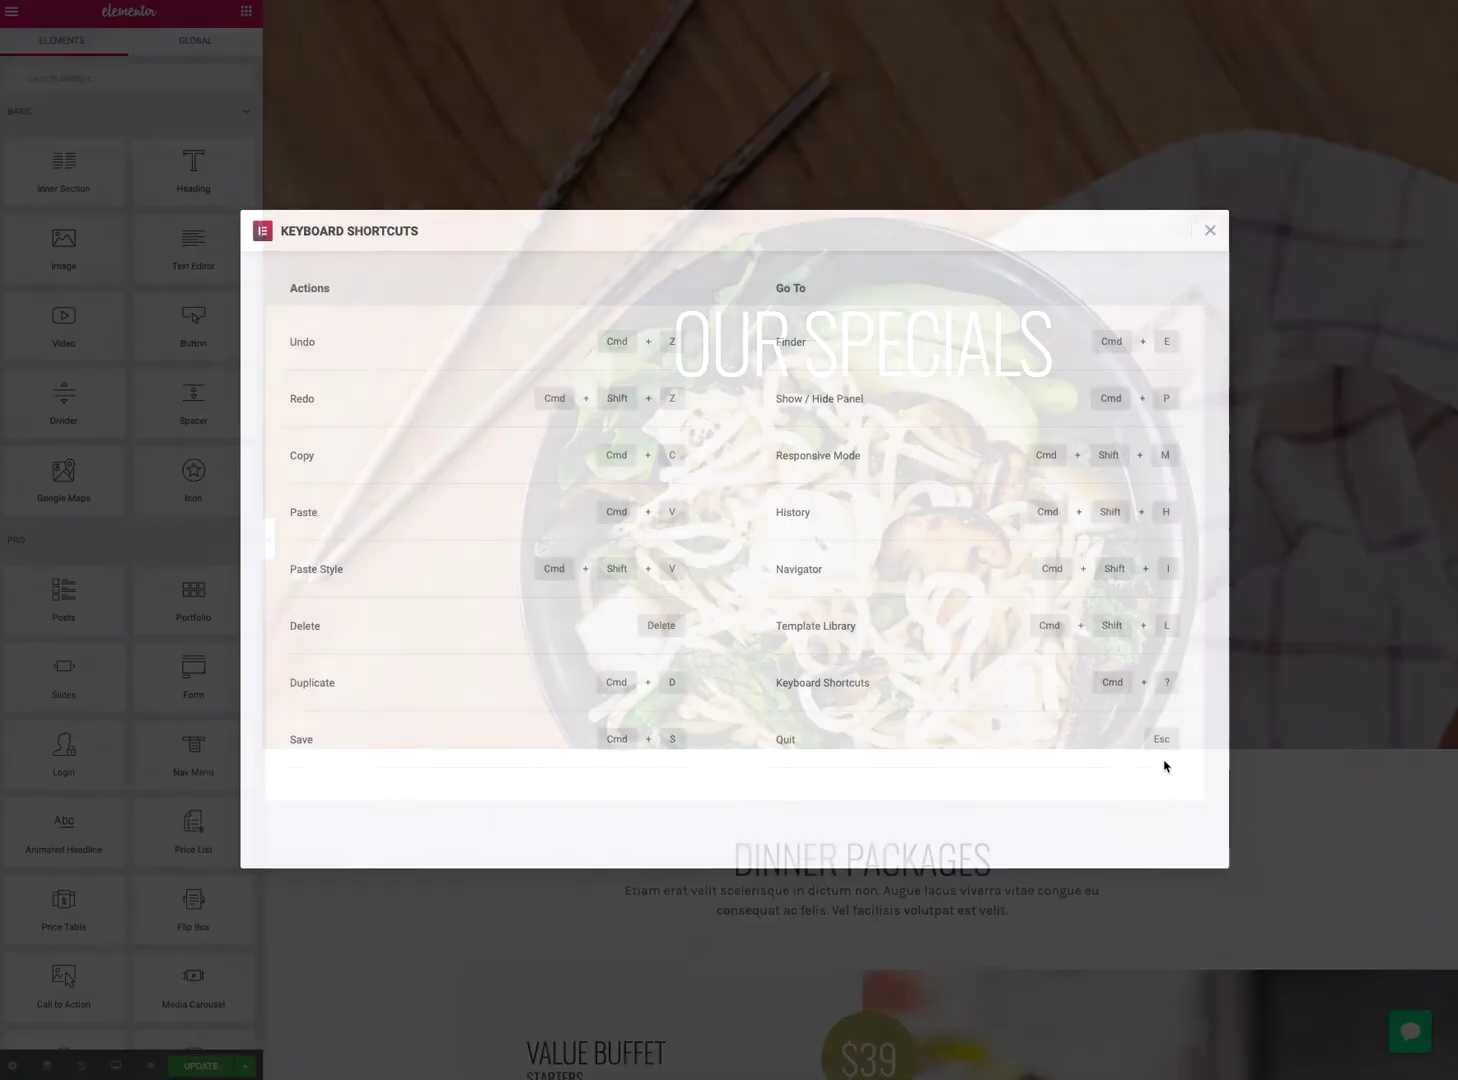 elementor
ELEMENTS GLOBAL
Search Widget...
BASIC
Inner Section Heading
Image Text Editor
Video Button
Divider Spacer
Google Maps Icon
PRO
Posts Portfolio
Slides Form
Login Nav Menu
Abc
Animated Headline Price List
Price Table Flip Box
Call to Action Media Carousel
UPDATE
KEYBOARD SHORTCUTS
Actions
Undo Cmd + Z
Redo Cmd + Shift + Z
Copy Cmd + C
Paste Cmd + V
Paste Style Cmd + Shift + V
Delete Delete
Duplicate Cmd + D
Save Cmd + S
Go To
Finder Cmd + E
Show / Hide Panel Cmd + P
Responsive Mode Cmd + Shift + M
History Cmd + Shift + H
Navigator Cmd + Shift + I
Template Library Cmd + Shift + L
Keyboard Shortcuts Cmd + ?
Quit Esc
OUR SPECIALS
DINNER PACKAGES
Etiam erat velit scelerisque in dictum non. Augue lacus viverra vitae congue eu
consequat ac felis. Vel facilisis volutpat est velit.
VALUE BUFFET
STARTERS
$39